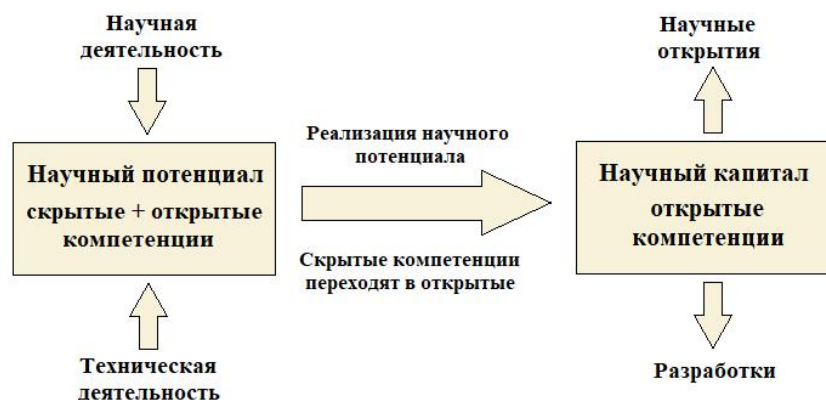 Научная
деятельность
Научный потенциал
скрытые + открытые
компетенции
Техническая
деятельность
Реализация научного
потенциала
Скрытые компетенции
переходят в открытые
Научные
открытия
Научный капитал
открытые
компетенции
Разработки